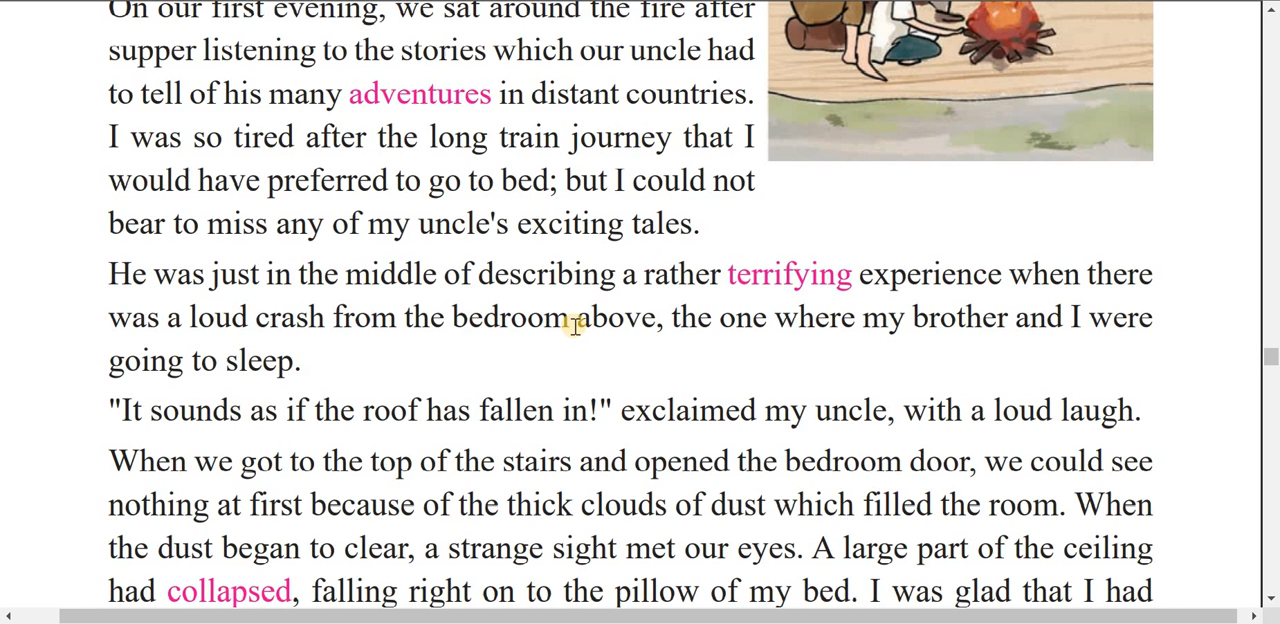 On our first evening, we sat around the fire after
supper listening to the stories which our uncle had
to tell of his many adventures in distant countries.
I was so tired after the long train journey that I
would have preferred to go to bed; but I could not
bear to miss any of my uncle's exciting tales.
He was just in the middle of describing a rather terrifying experience when there
was a loud crash from the bedroom above, the one where my brother and I were
going to sleep.
"It sounds as if the roof has fallen in!" exclaimed my uncle, with a loud laugh.
When we got to the top of the stairs and opened the bedroom door, we could see
nothing at first because of the thick clouds of dust which filled the room. When
the dust began to clear, a strange sight met our eyes. A large part of the ceiling
had collapsed, falling right on to the pillow of my bed. I was glad that I had